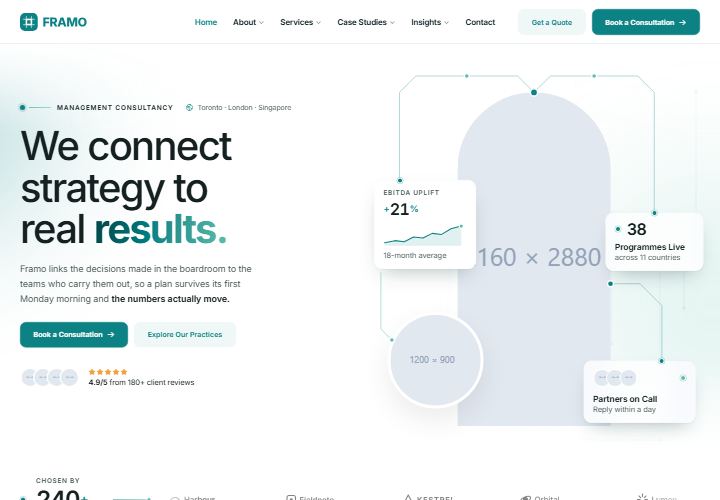 FRAMO
Home About Services Case Studies Insights Contact Get a Quote Book a Consultation
MANAGEMENT CONSULTANCY Toronto · London · Singapore
We connect
strategy to
real results.
Framo links the decisions made in the boardroom to the
teams who carry them out, so a plan survives its first
Monday morning and the numbers actually move.
Book a Consultation Explore Our Practices
4.9/5 from 180+ client reviews
EBITDA UPLIFT
+21%
18-month average
160 × 2880
38
Programmes Live
across 11 countries
1200 × 900
Partners on Call
Reply within a day
CHOSEN BY
240+
Harbour Fieldnote KESTREL Orbital Lumen